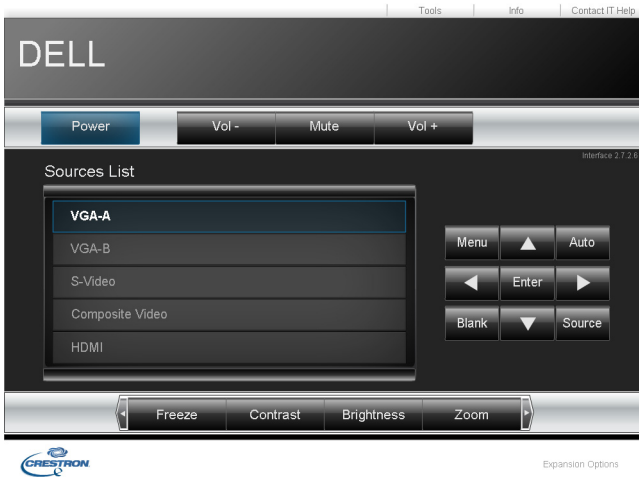 Tools Info Contact IT Help
DELL
Power Vol - Mute Vol +
Interface 2.7.2.6
Sources List
VGA-A
VGA-B
S-Video
Composite Video
HDMI
Menu Auto
Enter
Blank Source
Freeze Contrast Brightness Zoom
CRESTRON
Expansion Options